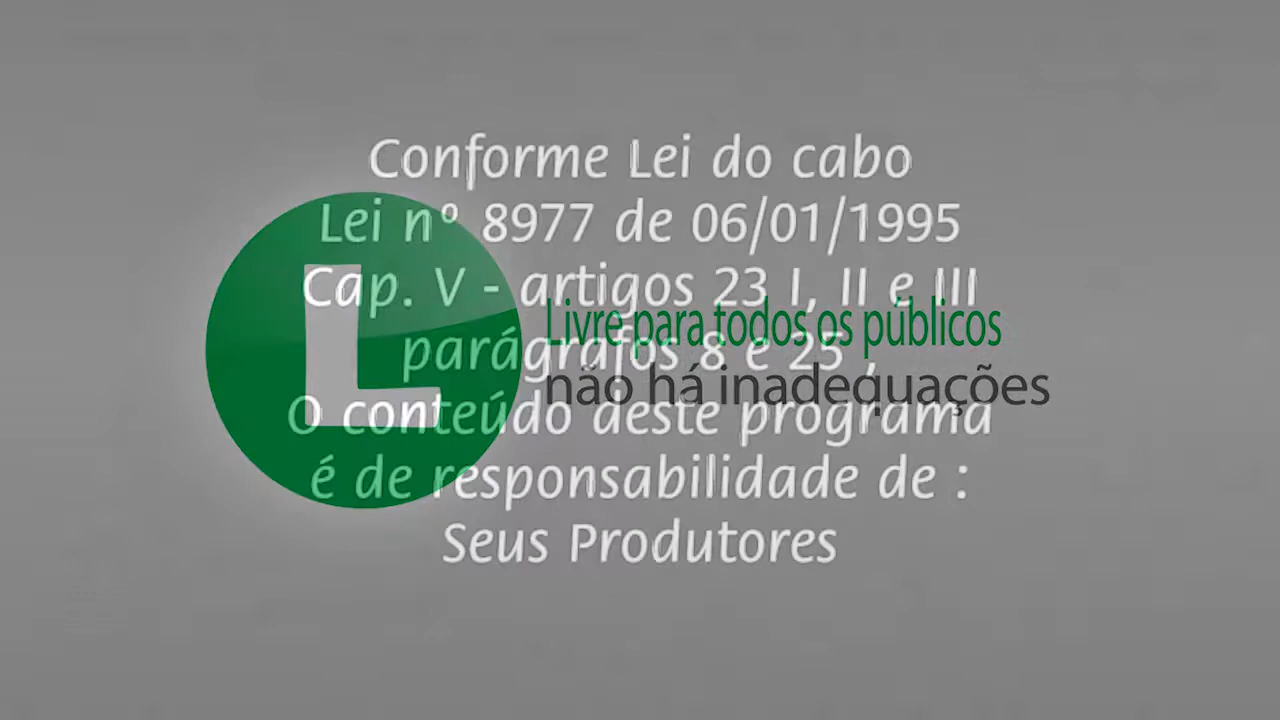 Conforme Lei do cabo
Lei nº 8977 de 06/01/1995
Cap. V - artigos 23 I, II e III
parágrafos 8 e 25 ,
O conteúdo deste programa
é de responsabilidade de :
Seus Produtores
L
Livre para todos os públicos
não há inadequações